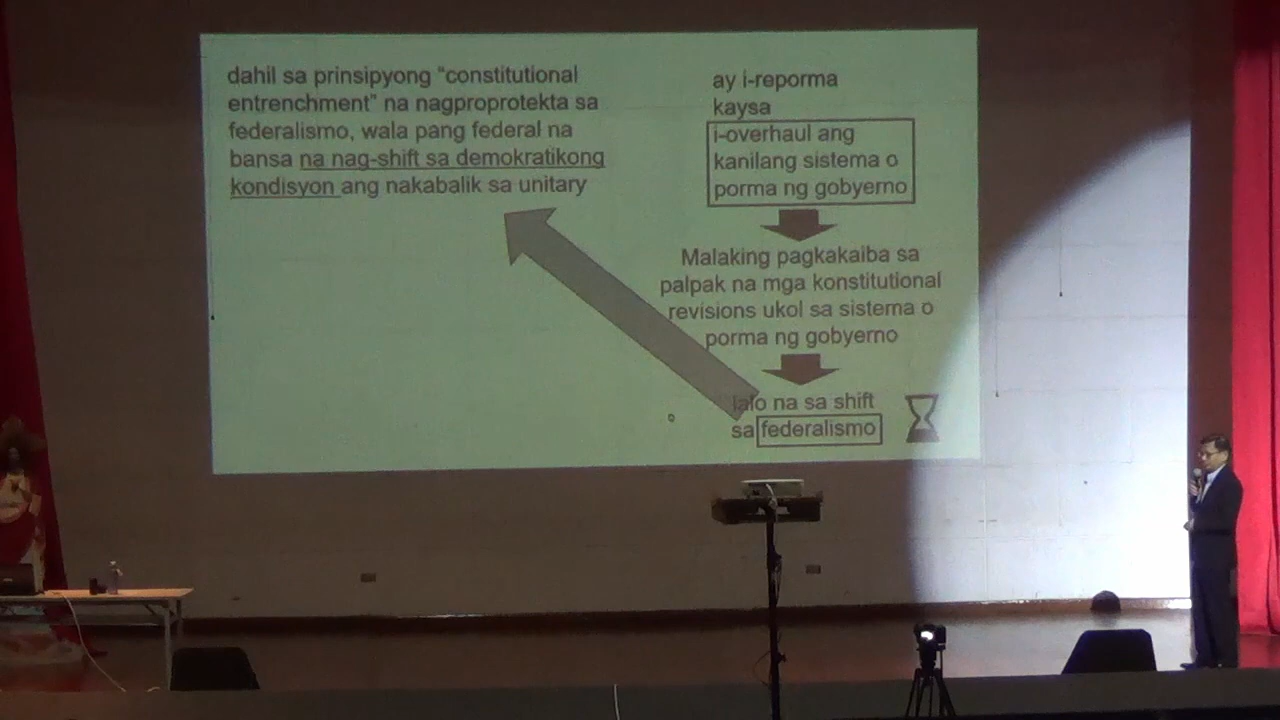 dahil sa prinsipyong “constitutional
entrenchment” na nagproprotekta sa
federalismo, wala pang federal na
bansa na nag-shift sa demokratikong
kondisyon ang nakabalik sa unitary
ay i-reporma
kaysa
i-overhaul ang
kanilang sistema o
porma ng gobyerno
Malaking pagkakaiba sa
palpak na mga konstitutional
revisions ukol sa sistema o
porma ng gobyerno
lalo na sa shift
sa federalismo